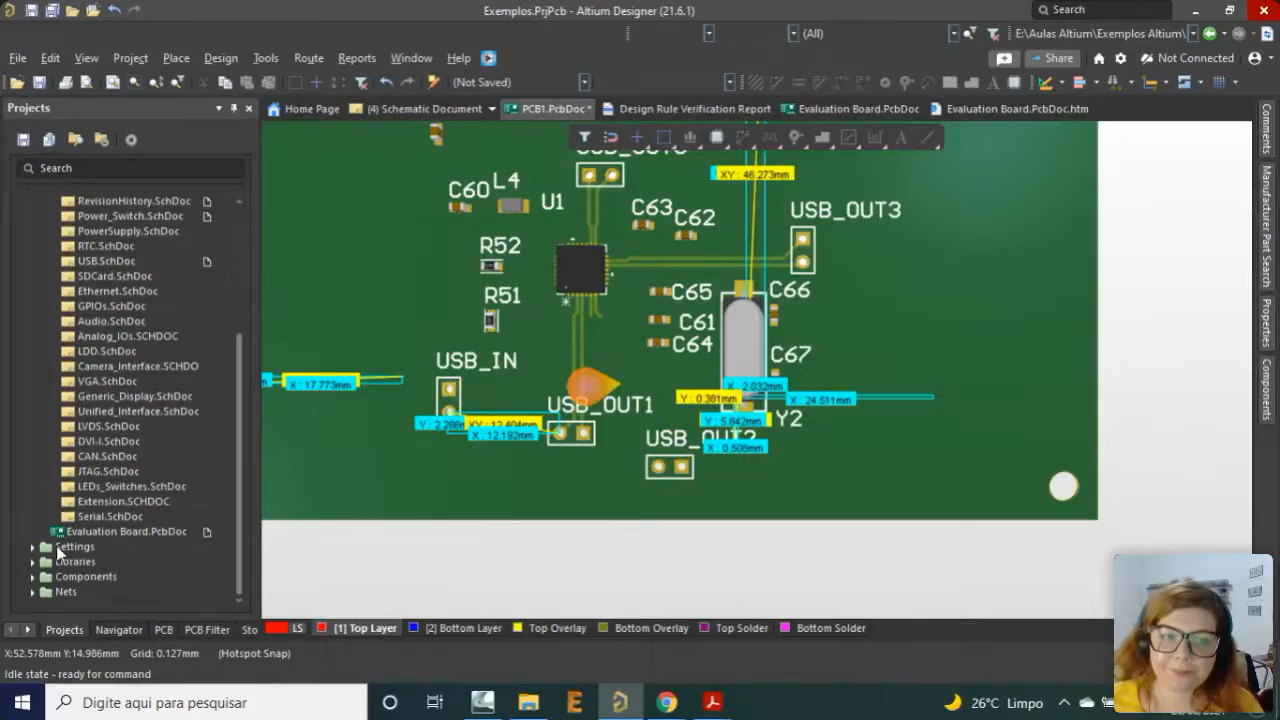 Exemplos.PrjPcb - Altium Designer (21.6.1)
Search
(All)
E:\Aulas Altium\Exemplos Altium\
File Edit View Project Place Design Tools Route Reports Window Help
Share
Not Connected
(Not Saved)
Projects
Home Page
(4) Schematic Document
PCB1.PcbDoc *
Design Rule Verification Report
Evaluation Board.PcbDoc
Evaluation Board.PcbDoc.htm
Search
RevisionHistory.SchDoc
Power_Switch.SchDoc
PowerSupply.SchDoc
RTC.SchDoc
USB.SchDoc
SDCard.SchDoc
Ethernet.SchDoc
GPIOs.SchDoc
Audio.SchDoc
Analog_IOs.SCHDOC
LDD.SchDoc
Camera_Interface.SCHDO
VGA.SchDoc
Generic_Display.SchDoc
Unified_Interface.SchDoc
LVDS.SchDoc
DVI-I.SchDoc
CAN.SchDoc
JTAG.SchDoc
LEDs_Switches.SchDoc
Extension.SCHDOC
Serial.SchDoc
Evaluation Board.PcbDoc
Settings
Libraries
Components
Nets
XY: 46.273mm
C60 L4 U1
C63 C62
USB_OUT3
R52
R51
C65 C66
C61
C64 C67
USB_IN
X : 17.773mm
X : 2.032mm
Y : 0.381mm
X : 24.511mm
USB_OUT1
XY: 12.404mm
X : 12.192mm
Y : 5.842mm
Y2
X : 0.508mm
Projects Navigator PCB PCB Filter Sto
LS [1] Top Layer [2] Bottom Layer Top Overlay Bottom Overlay Top Solder Bottom Solder
X:52.578mm Y:14.986mm Grid: 0.127mm (Hotspot Snap)
Idle state - ready for command
Digite aqui para pesquisar
26°C Limpo
Comments
Properties
Components